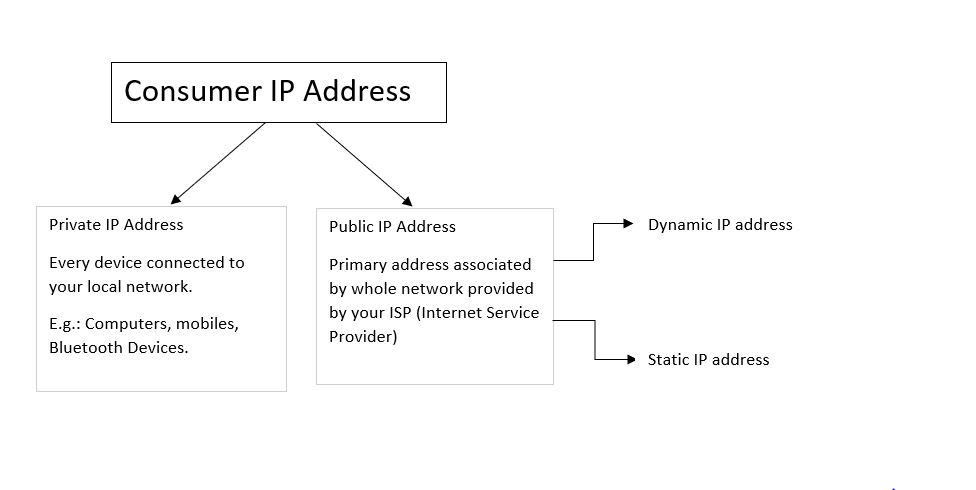 Consumer IP Address
Private IP Address
Every device connected to
your local network.
E.g.: Computers, mobiles,
Bluetooth Devices.
Public IP Address
Primary address associated
by whole network provided
by your ISP (Internet Service
Provider)
Dynamic IP address
Static IP address